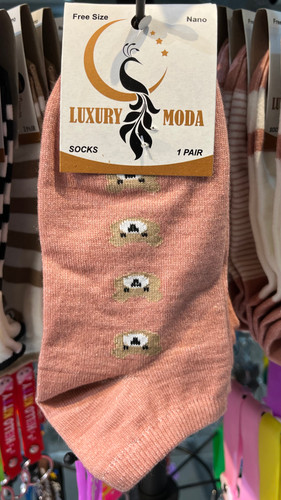 Free Size Nano
LUXURY MODA
SOCKS 1 PAIR